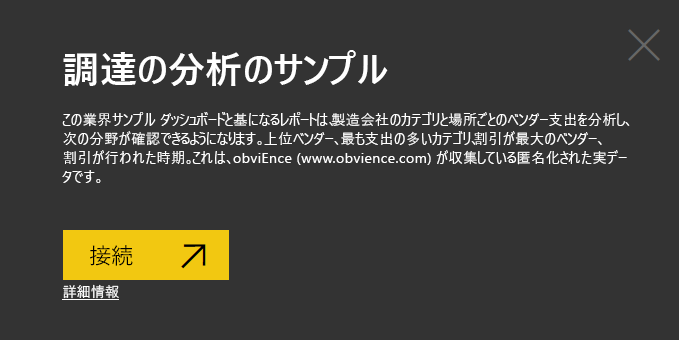 調達の分析のサンプル
この業界サンプル ダッシュボードと基になるレポートは、製造会社のカテゴリと場所ごとのベンダー支出を分析し、
次の分野が確認できるようになります。上位ベンダー、最も支出の多いカテゴリ、割引が最大のベンダー、
割引が行われた時期。これは、obviEnce (www.obvience.com) が収集している匿名化された実デー
タです。
接続
詳細情報